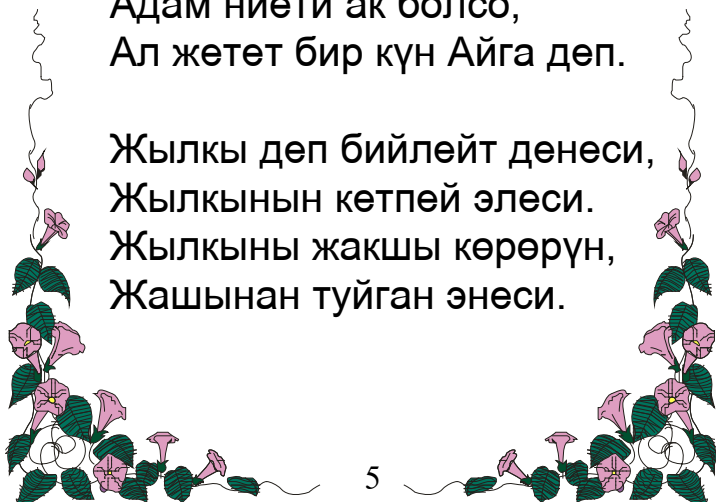 Адам ниети ак болсо,
Ал жетет бир күн Айга деп.
Жылкы деп бийлейт денеси,
Жылкынын кетпей элеси.
Жылкыны жакшы көрөрүн,
Жашынан туйган энеси.
5